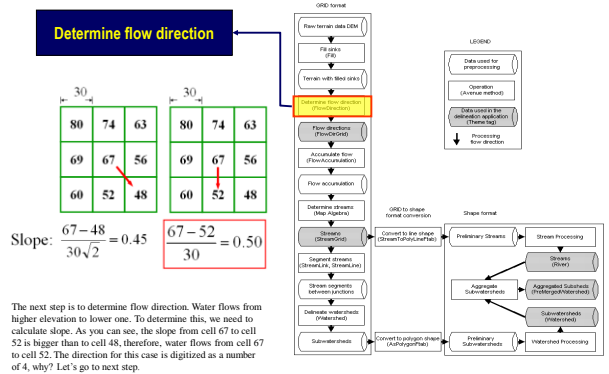 Determine flow direction
30
30
80 74 63
69 67 56
60 52 48
80 74 63
69 67 56
60 52 48
Slope: 67−48 / 30√2 = 0.45
67−52 / 30 = 0.50
The next step is to determine flow direction. Water flows from
higher elevation to lower one. To determine this, we need to
calculate slope. As you can see, the slope from cell 67 to cell
52 is bigger than to cell 48, therefore, water flows from cell 67
to cell 52. The direction for this case is digitized as a number
of 4, why? Let's go to next step.
GRID format
Raw terrain data DEM
Fill sinks
(Fill)
Terrain with filled sinks
Determine flow direction
(FlowDirection)
Flow directions
(FlowDirGrid)
Accumulate flow
(FlowAccumulation)
Flow accumulation
Determine streams
(Map Algebra)
Streams
(StreamGrid)
Segment streams
(StreamLink, StreamLine)
Stream segments
between junctions
Delineate watersheds
(Watershed)
Subwatersheds
GRID to shape
format conversion
Convert to line shape
(StreamToPolyLineFtab)
Convert to polygon shape
(AsPolygonFtab)
Shape format
Preliminary Streams
Stream Processing
Streams
(River)
Aggregate
Subwatersheds
Aggregated Subsheds
(PreMergedWatershed)
Subwatersheds
(Watershed)
Preliminary
Subwatersheds
Watershed Processing
LEGEND
Data used for
preprocessing
Operation
(Avenue method)
Data used in the
delineation application
(Theme tag)
Processing
flow direction